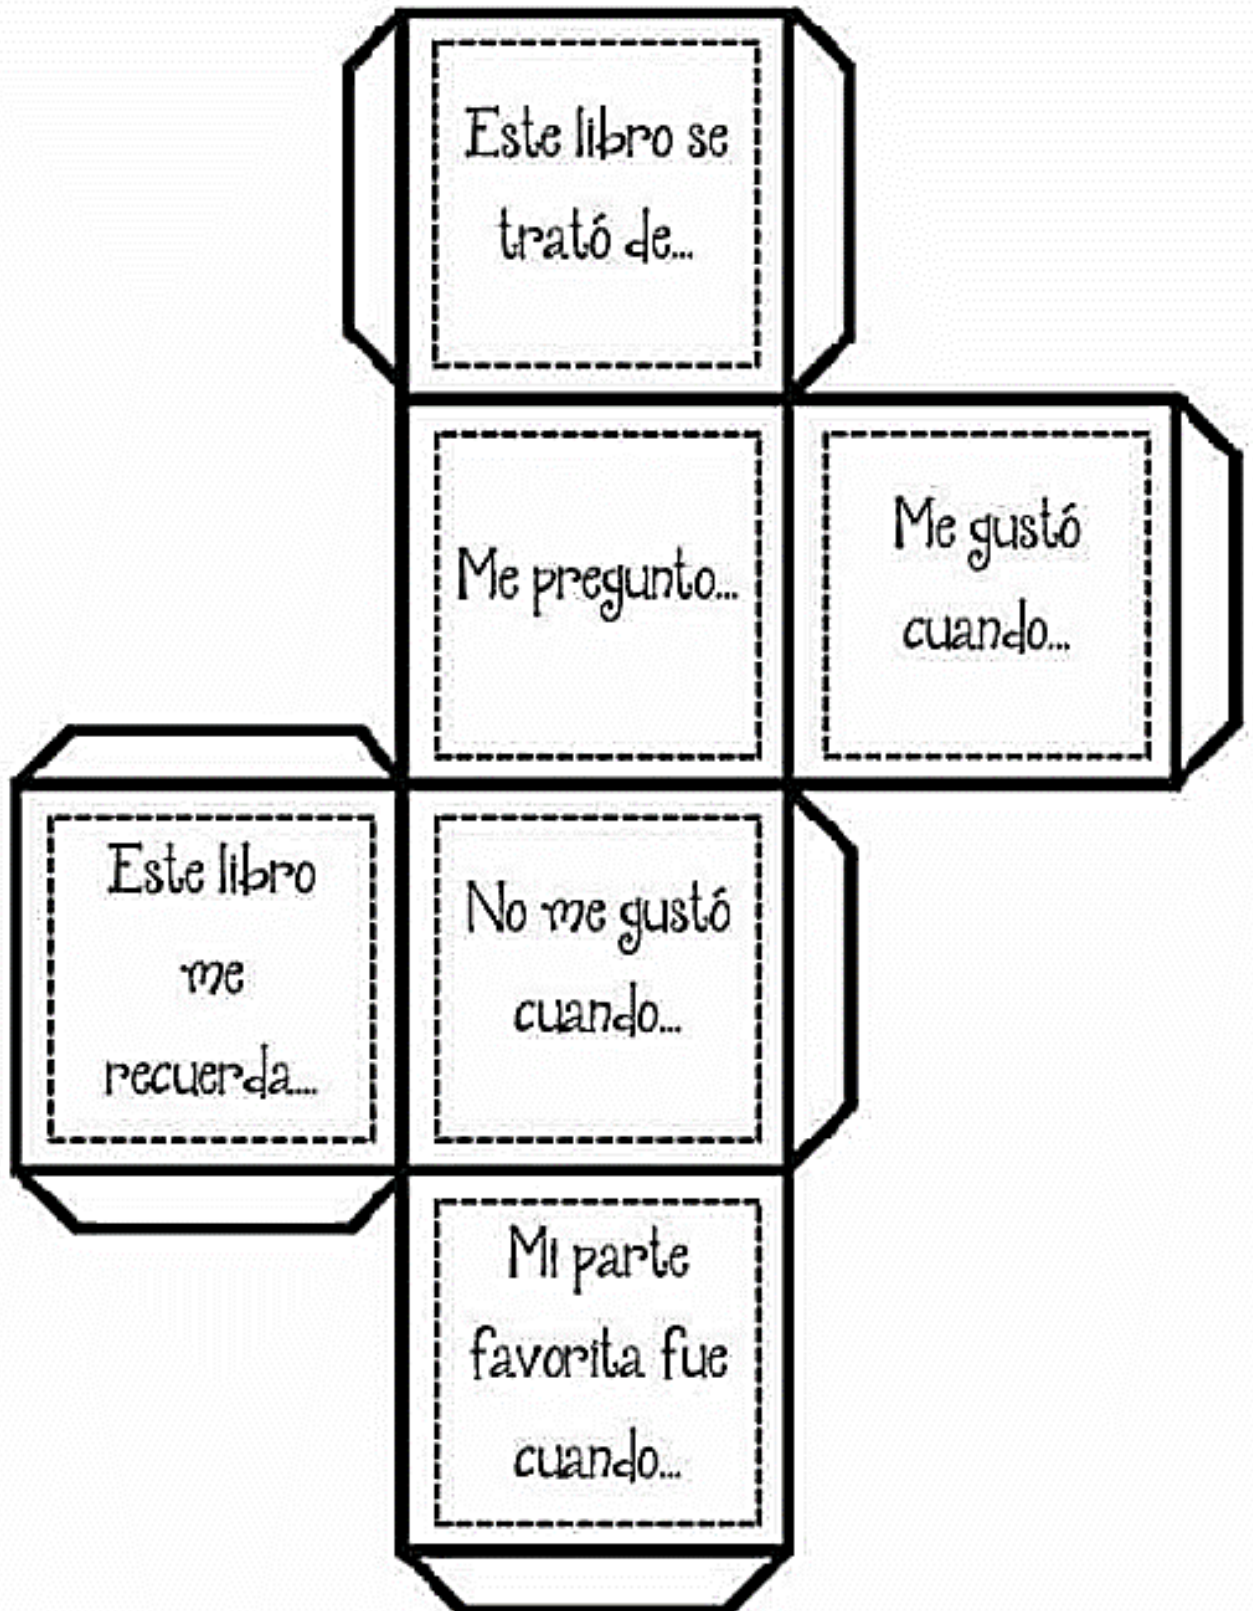 Este libro se
trató de...
Me pregunto...
Me gustó
cuando...
Este libro
me
recuerda...
No me gustó
cuando...
Mi parte
favorita fue
cuando...